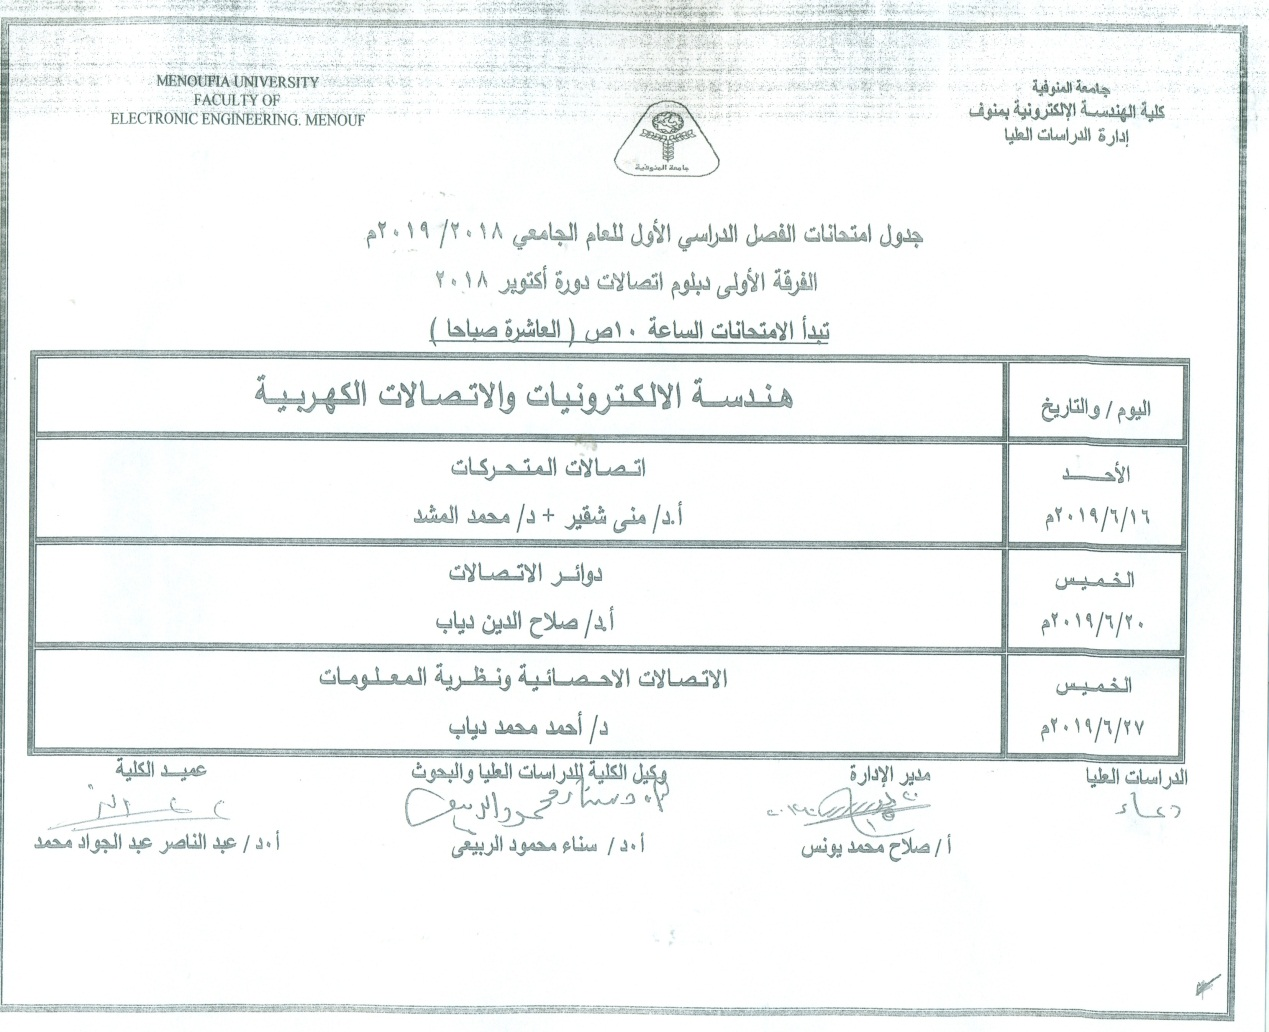 MENOUFIA UNIVERSITY
FACULTY OF
ELECTRONIC ENGINEERING. MENOUF
جامعة المنوفية
كلية الهندسة الإلكترونية بمنوف
إدارة الدراسات العليا
جامعة المنوفية
جدول امتحانات الفصل الدراسي الأول للعام الجامعي ٢٠١٨/ ٢٠١٩م
الفرقة الأولى دبلوم اتصالات دورة أكتوبر ٢٠١٨
تبدأ الامتحانات الساعة ١٠ص ( العاشرة صباحا )
اليوم / والتاريخ
هندسة الالكترونيات والاتصالات الكهربية
الأحد
٢٠١٩/٦/١٦م
اتصالات المتحركات
أ.د/ منى شقير + د/ محمد المشد
الخميس
٢٠١٩/٦/٢٠م
دوائر الاتصالات
أ.د/ صلاح الدين دياب
الخميس
٢٠١٩/٦/٢٧م
الاتصالات الاحصائية ونظرية المعلومات
د/ أحمد محمد دياب
الدراسات العليا
مدير الإدارة
وكيل الكلية للدراسات العليا والبحوث
عميد الكلية
دعاء
أ / صلاح محمد يونس
أ.د / سناء محمود الربيعى
أ.د / عبد الناصر عبد الجواد محمد